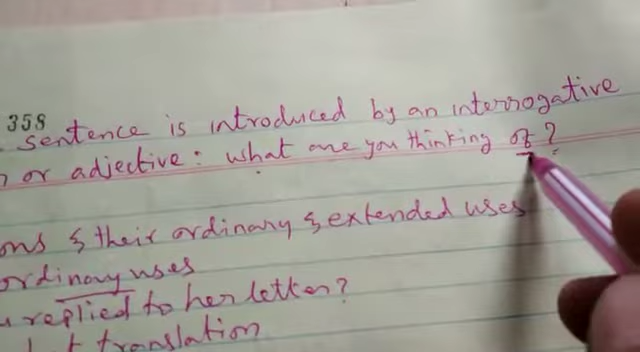 358
sentence is introduced by an interrogative
or adjective: what are you thinking of?
ons & their ordinary & extended uses
ordinary uses
replied to her letter?
translation